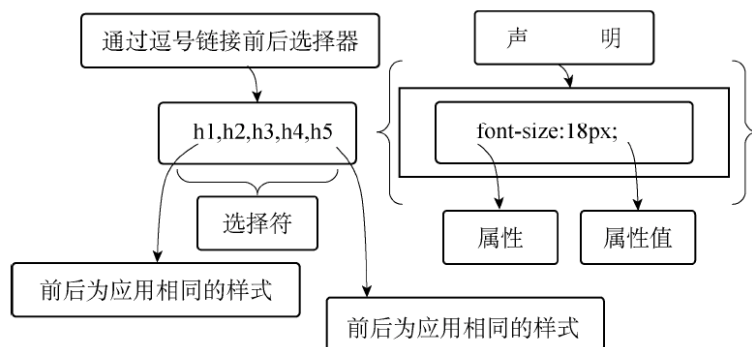 通过逗号链接前后选择器
声 明
h1,h2,h3,h4,h5
{
font-size:18px;
}
选择符
属性
属性值
前后为应用相同的样式
前后为应用相同的样式